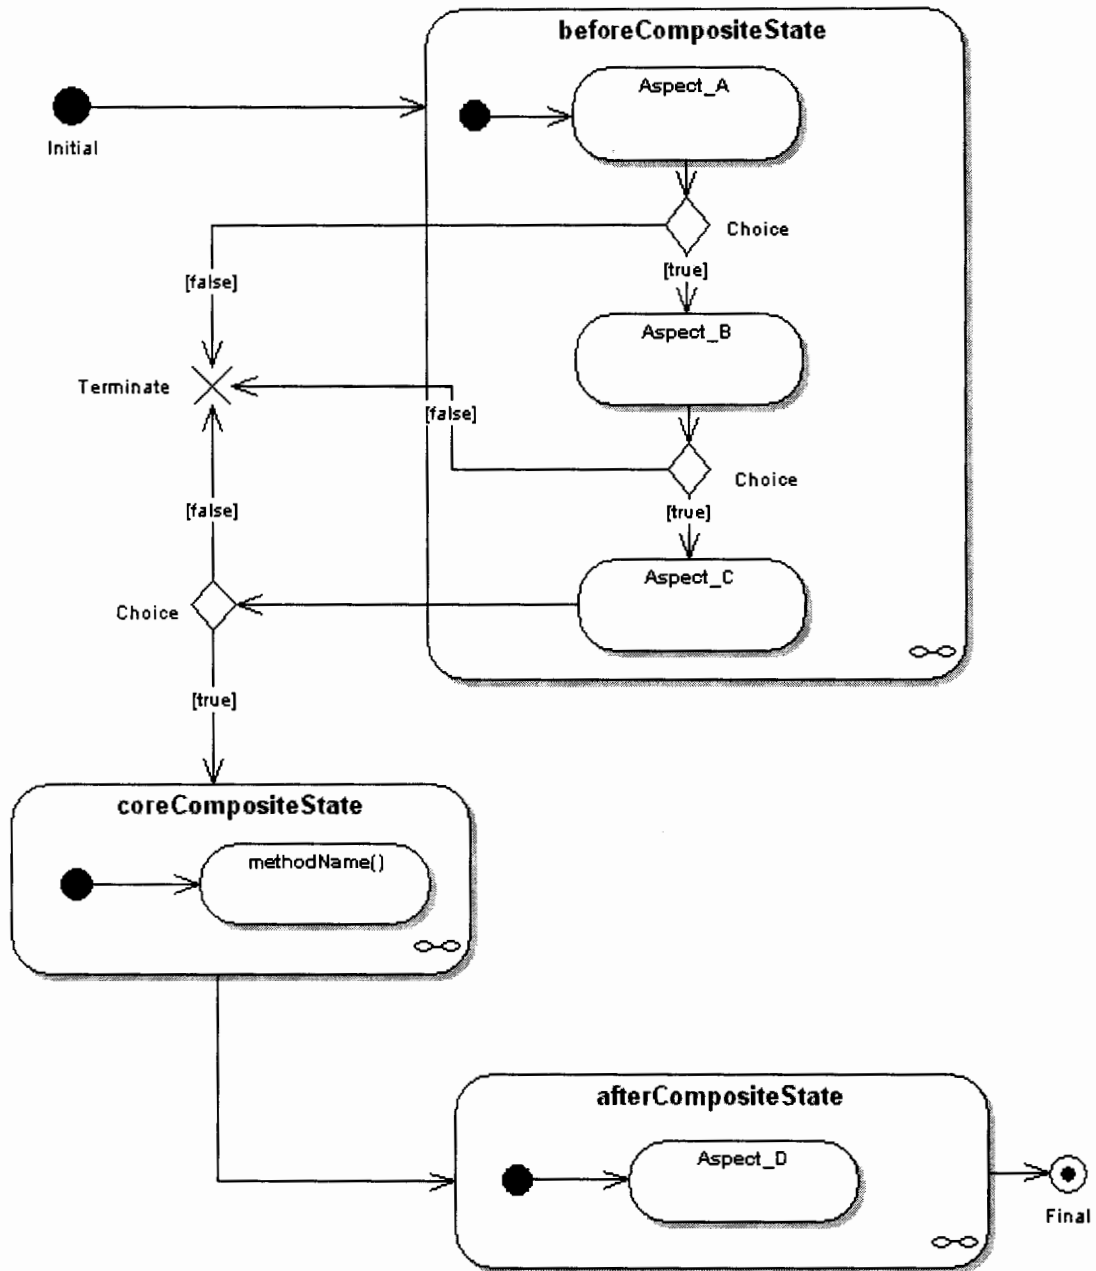 beforeCompositeState
Aspect_A
Initial
Choice
[false]
[true]
Aspect_B
Terminate
[false]
Choice
[false]
[true]
Aspect_C
Choice
[true]
coreCompositeState
methodName()
afterCompositeState
Aspect_D
Final